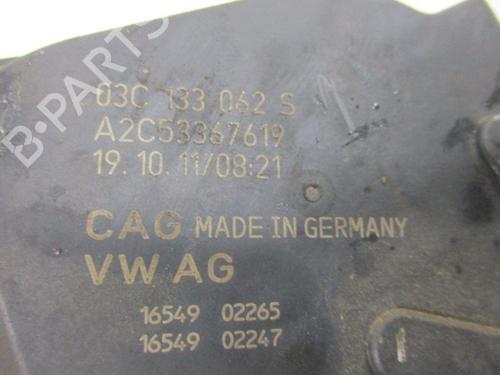 03C 133 062 S
A2C53367619
19.10.11/08:21
CAG MADE IN GERMANY
VW AG
16549 02265
16549 02247
B-PARTS